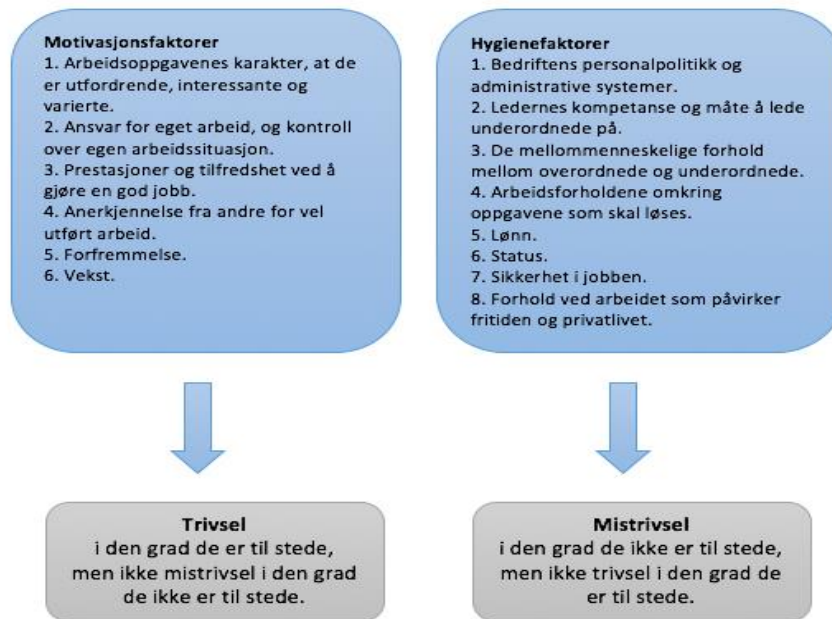 Motivasjonsfaktorer
1. Arbeidsoppgavenes karakter, at de
er utfordrende, interessante og
varierte.
2. Ansvar for eget arbeid, og kontroll
over egen arbeidssituasjon.
3. Prestasjoner og tilfredshet ved å
gjøre en god jobb.
4. Anerkjennelse fra andre for vel
utført arbeid.
5. Forfremmelse.
6. Vekst.
Hygienefaktorer
1. Bedriftens personalpolitikk og
administrative systemer.
2. Ledernes kompetanse og måte å lede
underordnede på.
3. De mellommenneskelige forhold
mellom overordnede og underordnede.
4. Arbeidsforholdene omkring
oppgavene som skal løses.
5. Lønn.
6. Status.
7. Sikkerhet i jobben.
8. Forhold ved arbeidet som påvirker
fritiden og privatlivet.
Trivsel
i den grad de er til stede,
men ikke mistrivsel i den grad
de ikke er til stede.
Mistrivsel
i den grad de ikke er til stede,
men ikke trivsel i den grad de
er til stede.